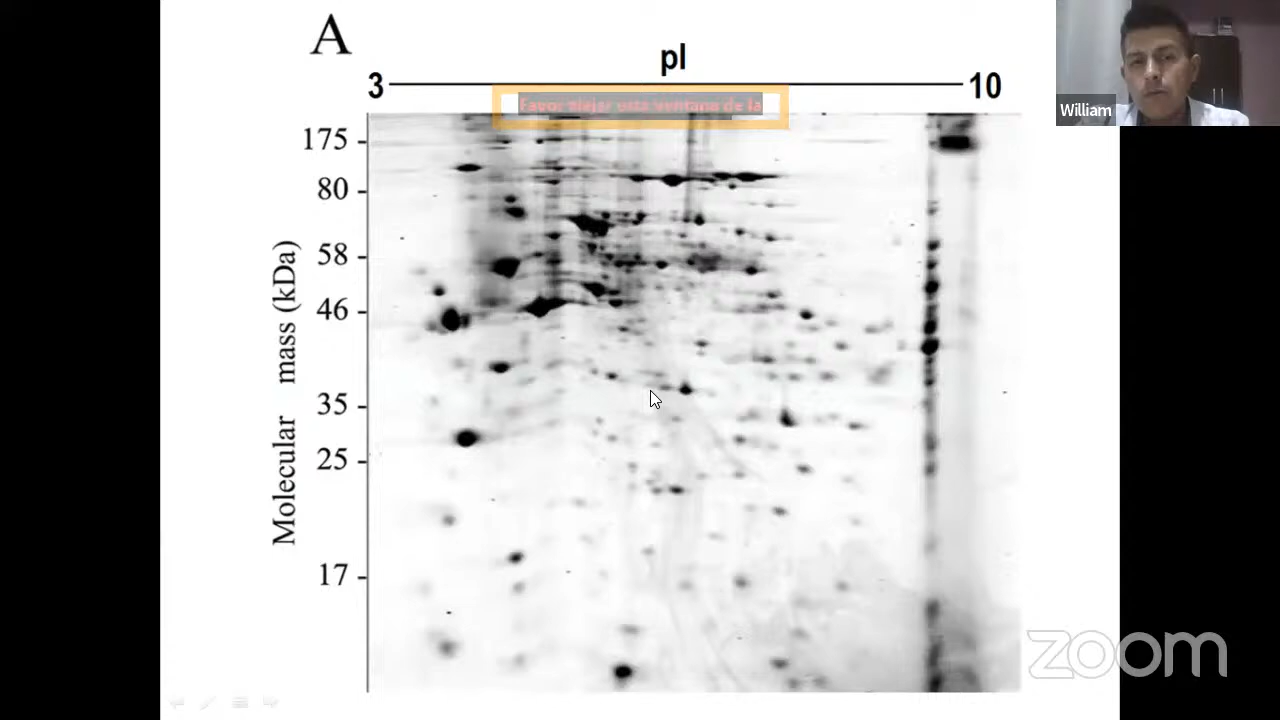 A
pI
3
10
Favor alejar esta ventana de la
175
80
58
46
35
25
17
Molecular mass (kDa)
William
zoom